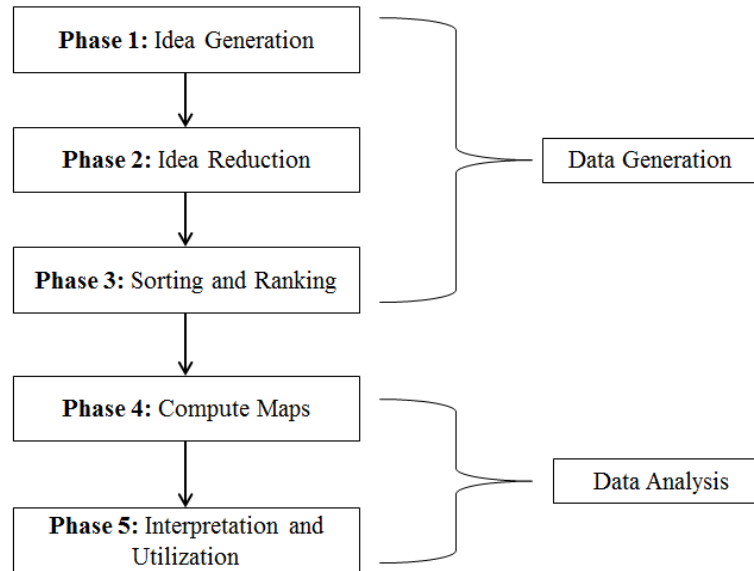 Phase 1: Idea Generation
Phase 2: Idea Reduction
Data Generation
Phase 3: Sorting and Ranking
Phase 4: Compute Maps
Data Analysis
Phase 5: Interpretation and
Utilization